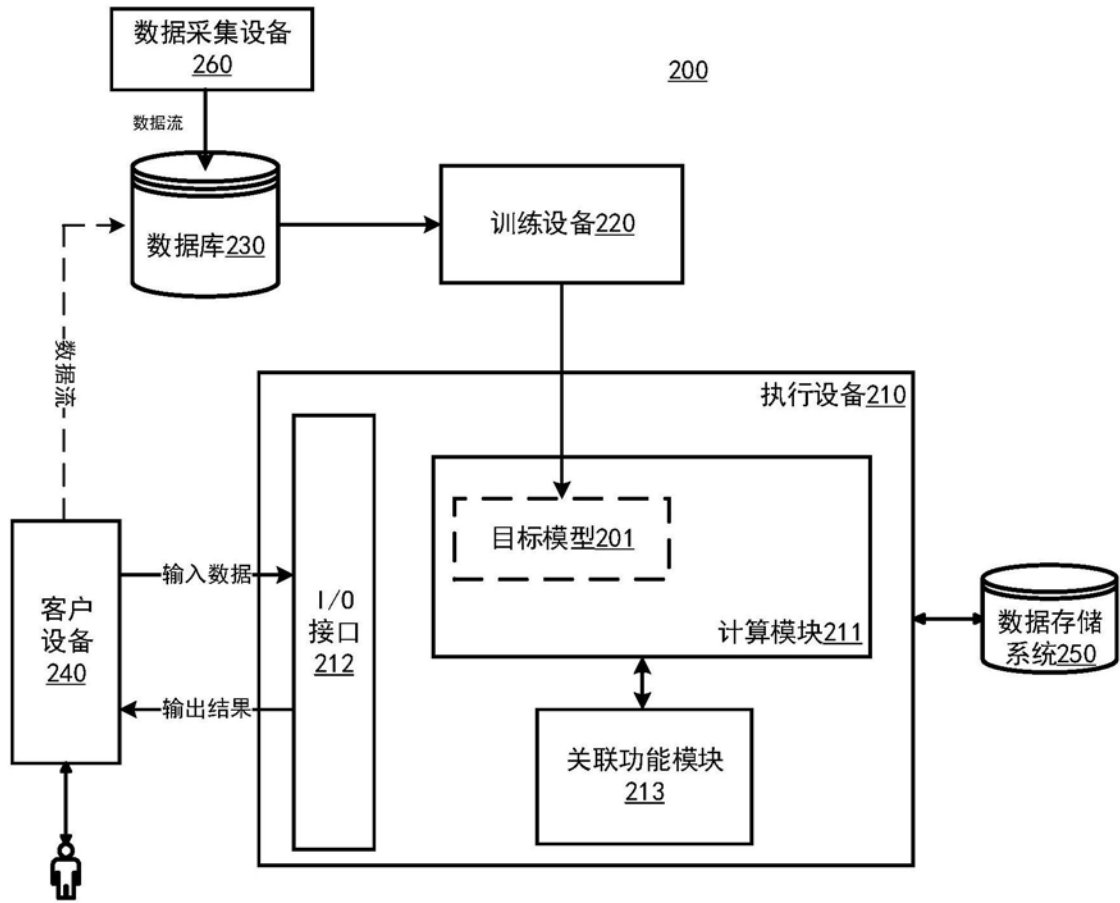 数据采集设备
260
200
数据流
训练设备220
数据库230
数据流
执行设备210
目标模型201
输入数据
I/O
接口
212
客户
设备
240
计算模块211
数据存储
系统250
输出结果
关联功能模块
213